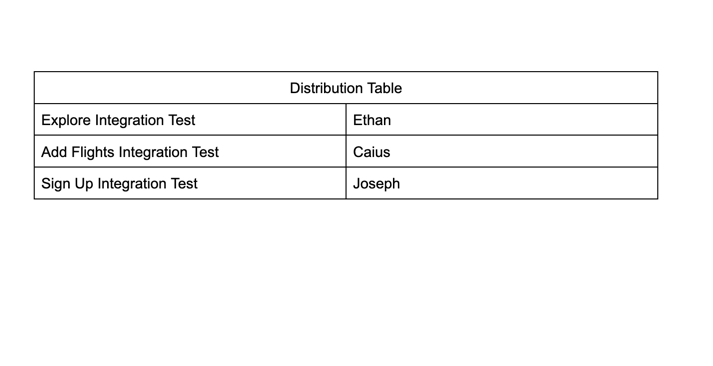 Distribution Table
Explore Integration Test Ethan
Add Flights Integration Test Caius
Sign Up Integration Test Joseph